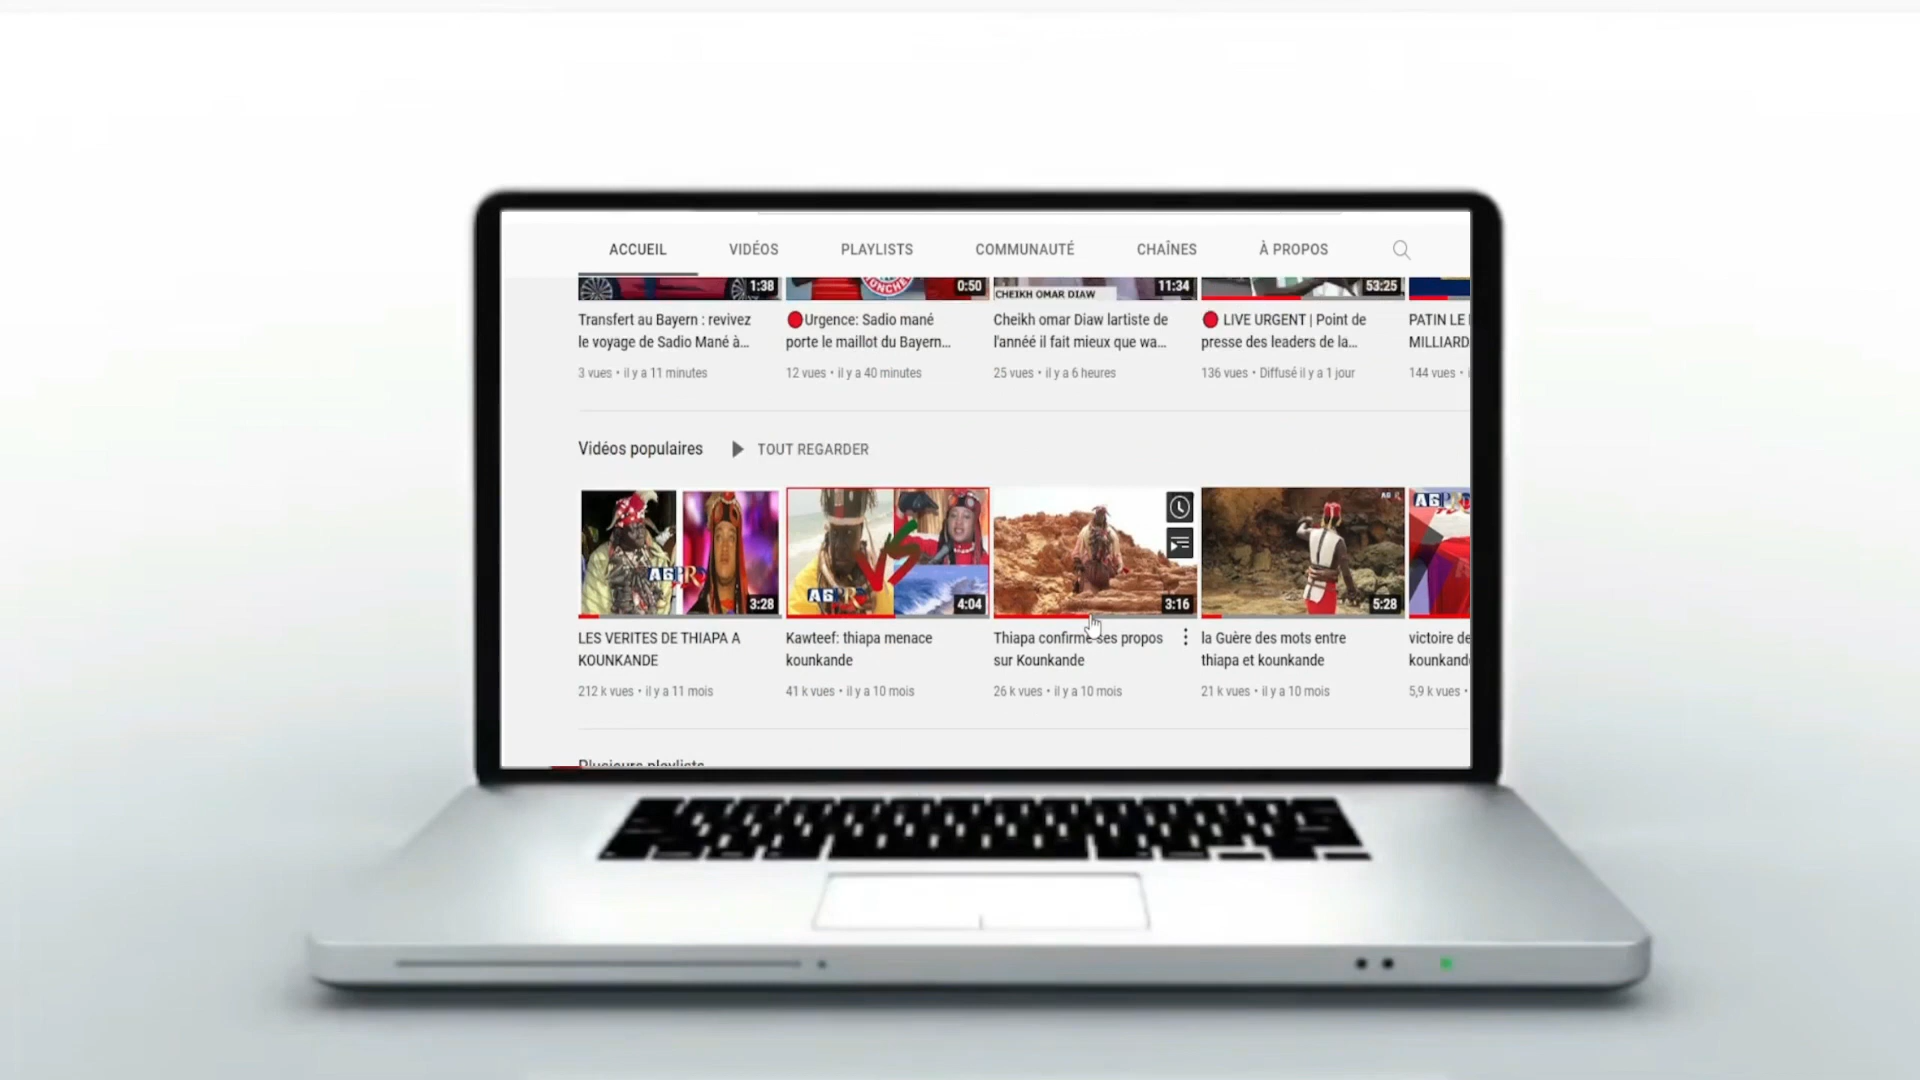 ACCUEIL VIDÉOS PLAYLISTS COMMUNAUTÉ CHAÎNES À PROPOS
CHEIKH OMAR DIAW
1:38 0:50 11:34 53:25
Transfert au Bayern : revivez
le voyage de Sadio Mané à...
3 vues • il y a 11 minutes
Urgence: Sadio mané
porte le maillot du Bayern...
12 vues • il y a 40 minutes
Cheikh omar Diaw lartiste de
l'annéé il fait mieux que wa...
25 vues • il y a 6 heures
LIVE URGENT | Point de
presse des leaders de la...
136 vues • Diffusé il y a 1 jour
PATIN LE
MILLIARD
144 vues •
Vidéos populaires TOUT REGARDER
VS
3:28 4:04 3:16 5:28
LES VERITES DE THIAPA A
KOUNKANDE
212 k vues • il y a 11 mois
Kawteef: thiapa menace
kounkande
41 k vues • il y a 10 mois
Thiapa confirme ses propos
sur Kounkande
26 k vues • il y a 10 mois
la Guère des mots entre
thiapa et kounkande
21 k vues • il y a 10 mois
victoire de
kounkand
5,9 k vues •
Plusieurs playlists